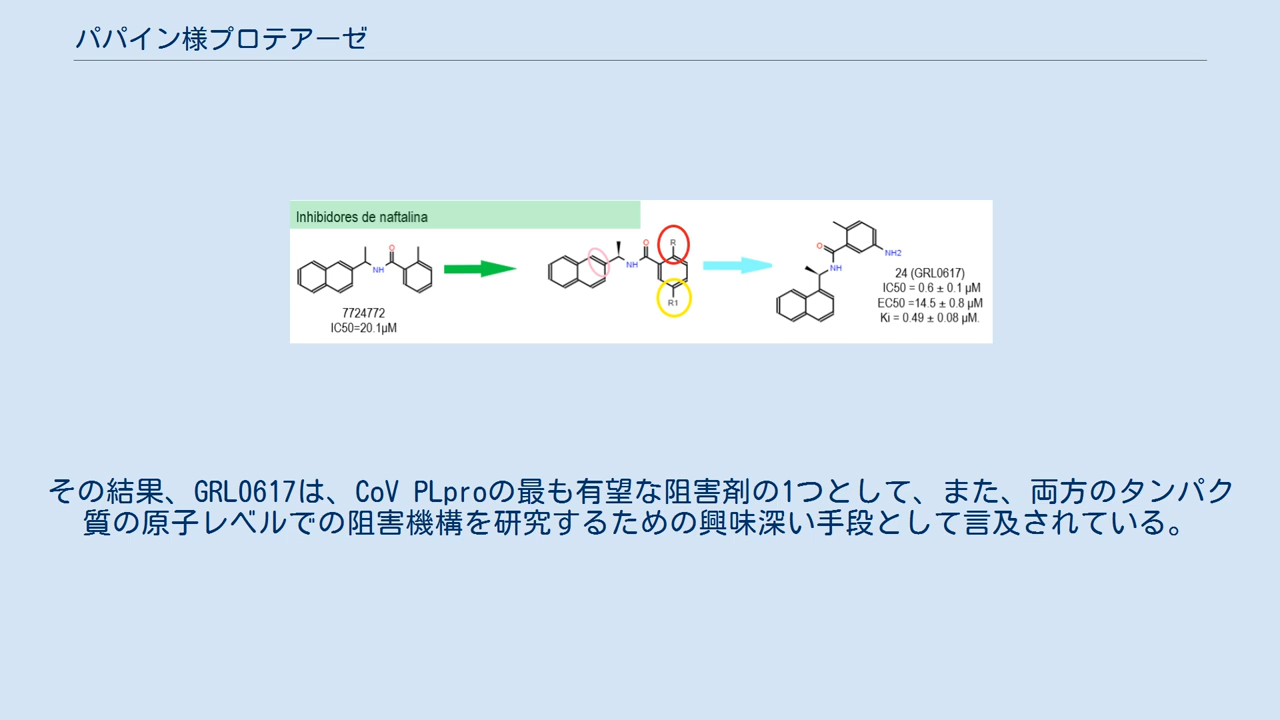 パパイン様プロテアーゼ
Inhibidores de naftalina
NH
O
7724772
IC50=20.1µM
NH
O
R
R1
O
NH
NH2
24 (GRL0617)
IC50 = 0.6 ± 0.1 µM
EC50 =14.5 ± 0.8 µM
Ki = 0.49 ± 0.08 µM.
その結果、GRL0617は、CoV PLproの最も有望な阻害剤の1つとして、また、両方のタンパク
質の原子レベルでの阻害機構を研究するための興味深い手段として言及されている。